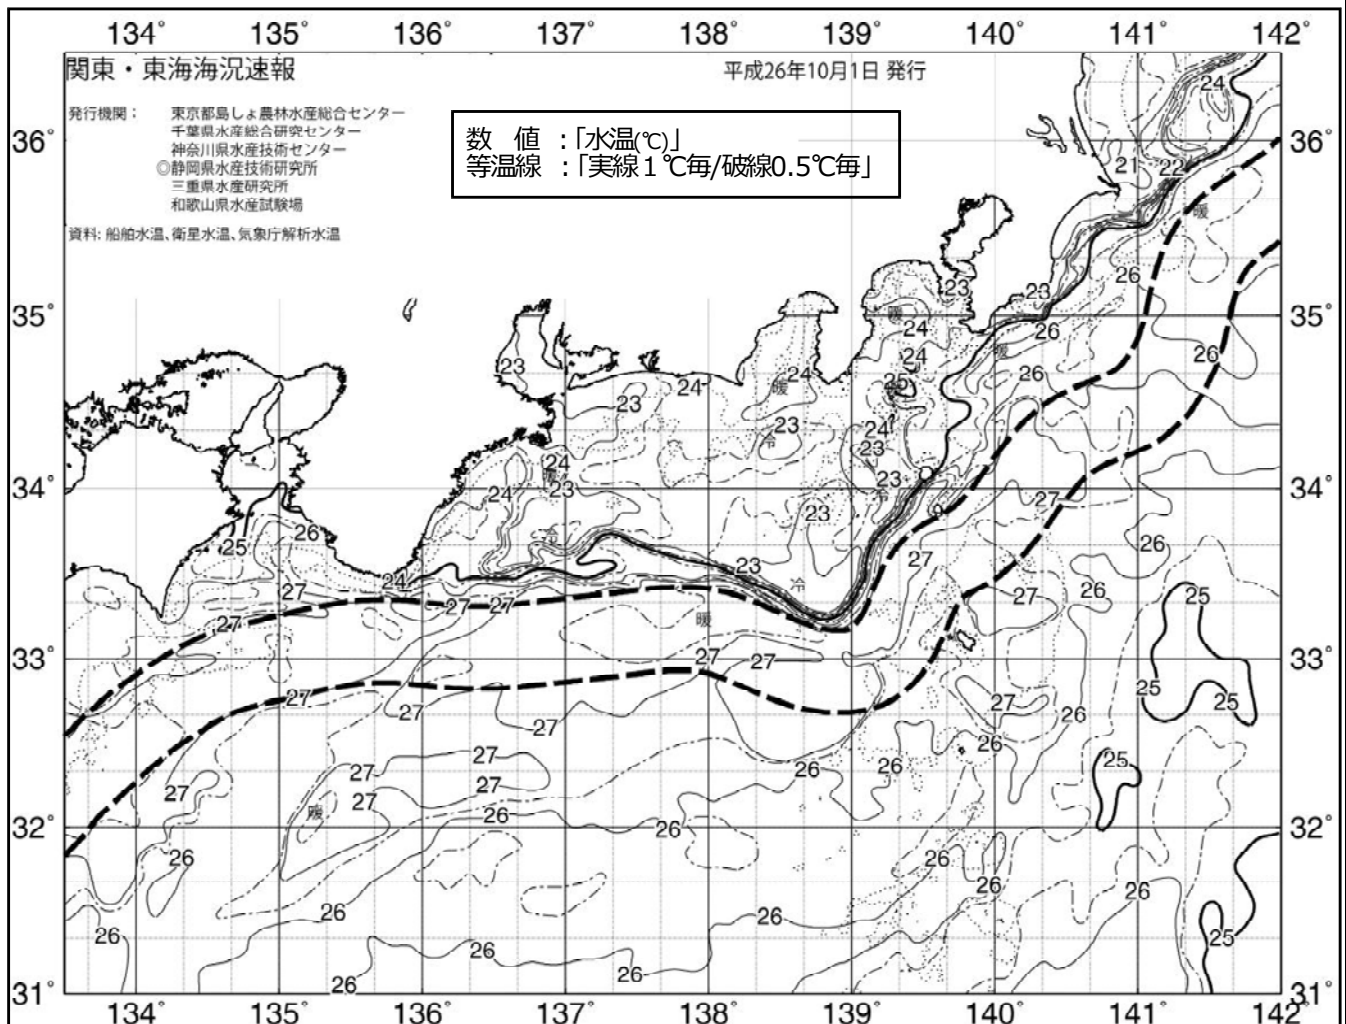 134° 135° 136° 137° 138° 139° 140° 141° 142°
関東・東海海況速報
平成26年10月1日 発行
発行機関： 東京都島しょ農林水産総合センター
千葉県水産総合研究センター
神奈川県水産技術センター
◎静岡県水産技術研究所
三重県水産研究所
和歌山県水産試験場
資料: 船舶水温、衛星水温、気象庁解析水温
数 値 :「水温(℃)」
等温線 :「実線１℃毎/破線0.5℃毎」
24
36° 36°
21 22
暖
26
23 23
35° 暖 35°
24 26
暖
24 26
23 24 24 26
暖 25
23
23 24
冷 23
24
暖 23
24 23 27
34° 冷 34°
23
26 冷 26
25
27
23
24 冷 26 25
27 27 27 27 27
27 暖
33° 27 27 33°
27 25 25
27 27 27 26
26
27 26 26 25
27 27
27 27
暖 26 26
32° 32°
26 26
26 26
26 26
26 26 25
26
26
31° 31°
134° 135° 136° 137° 138° 139° 140° 141° 142°